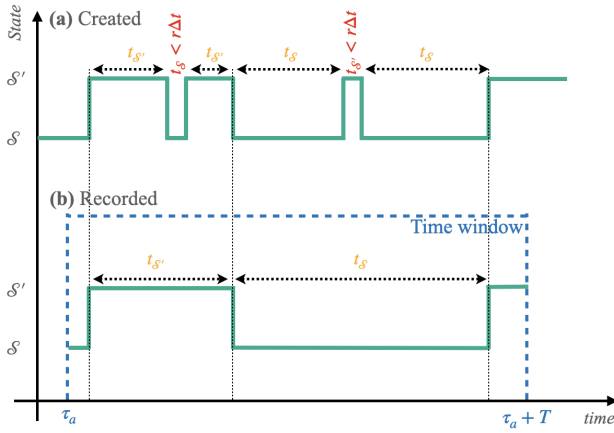 State
(a) Created
t_𝒮′ t_𝒮 < rΔt t_𝒮′ t_𝒮 t_𝒮′ < rΔt t_𝒮
𝒮′
𝒮
(b) Recorded
Time window
t_𝒮′ t_𝒮
𝒮′
𝒮
τ_a τ_a + T time